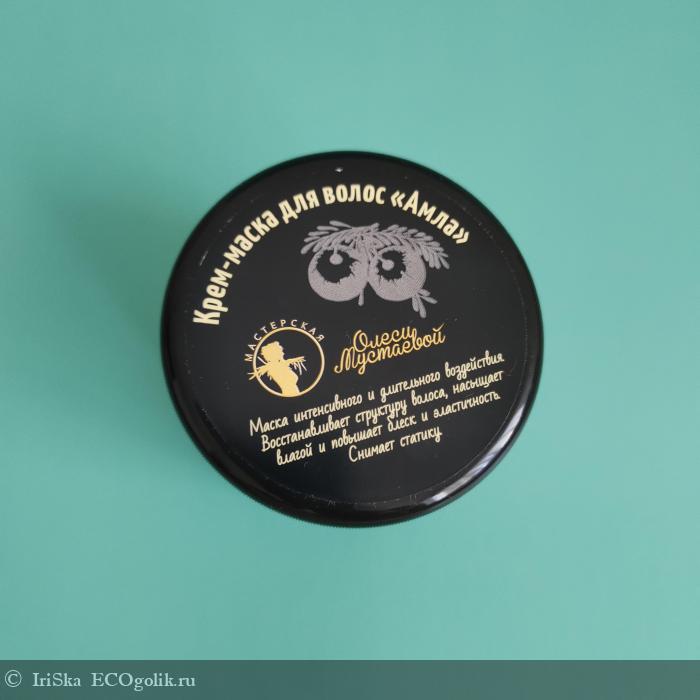 Крем-маска для волос «Амла»
МАСТЕРСКАЯ
Олеси
Мустаевой
Маска интенсивного и длительного воздействия.
Восстанавливает структуру волоса, насыщает
влагой и повышает блеск и эластичность.
Снимает статику.
© IriSka ECOgolik.ru